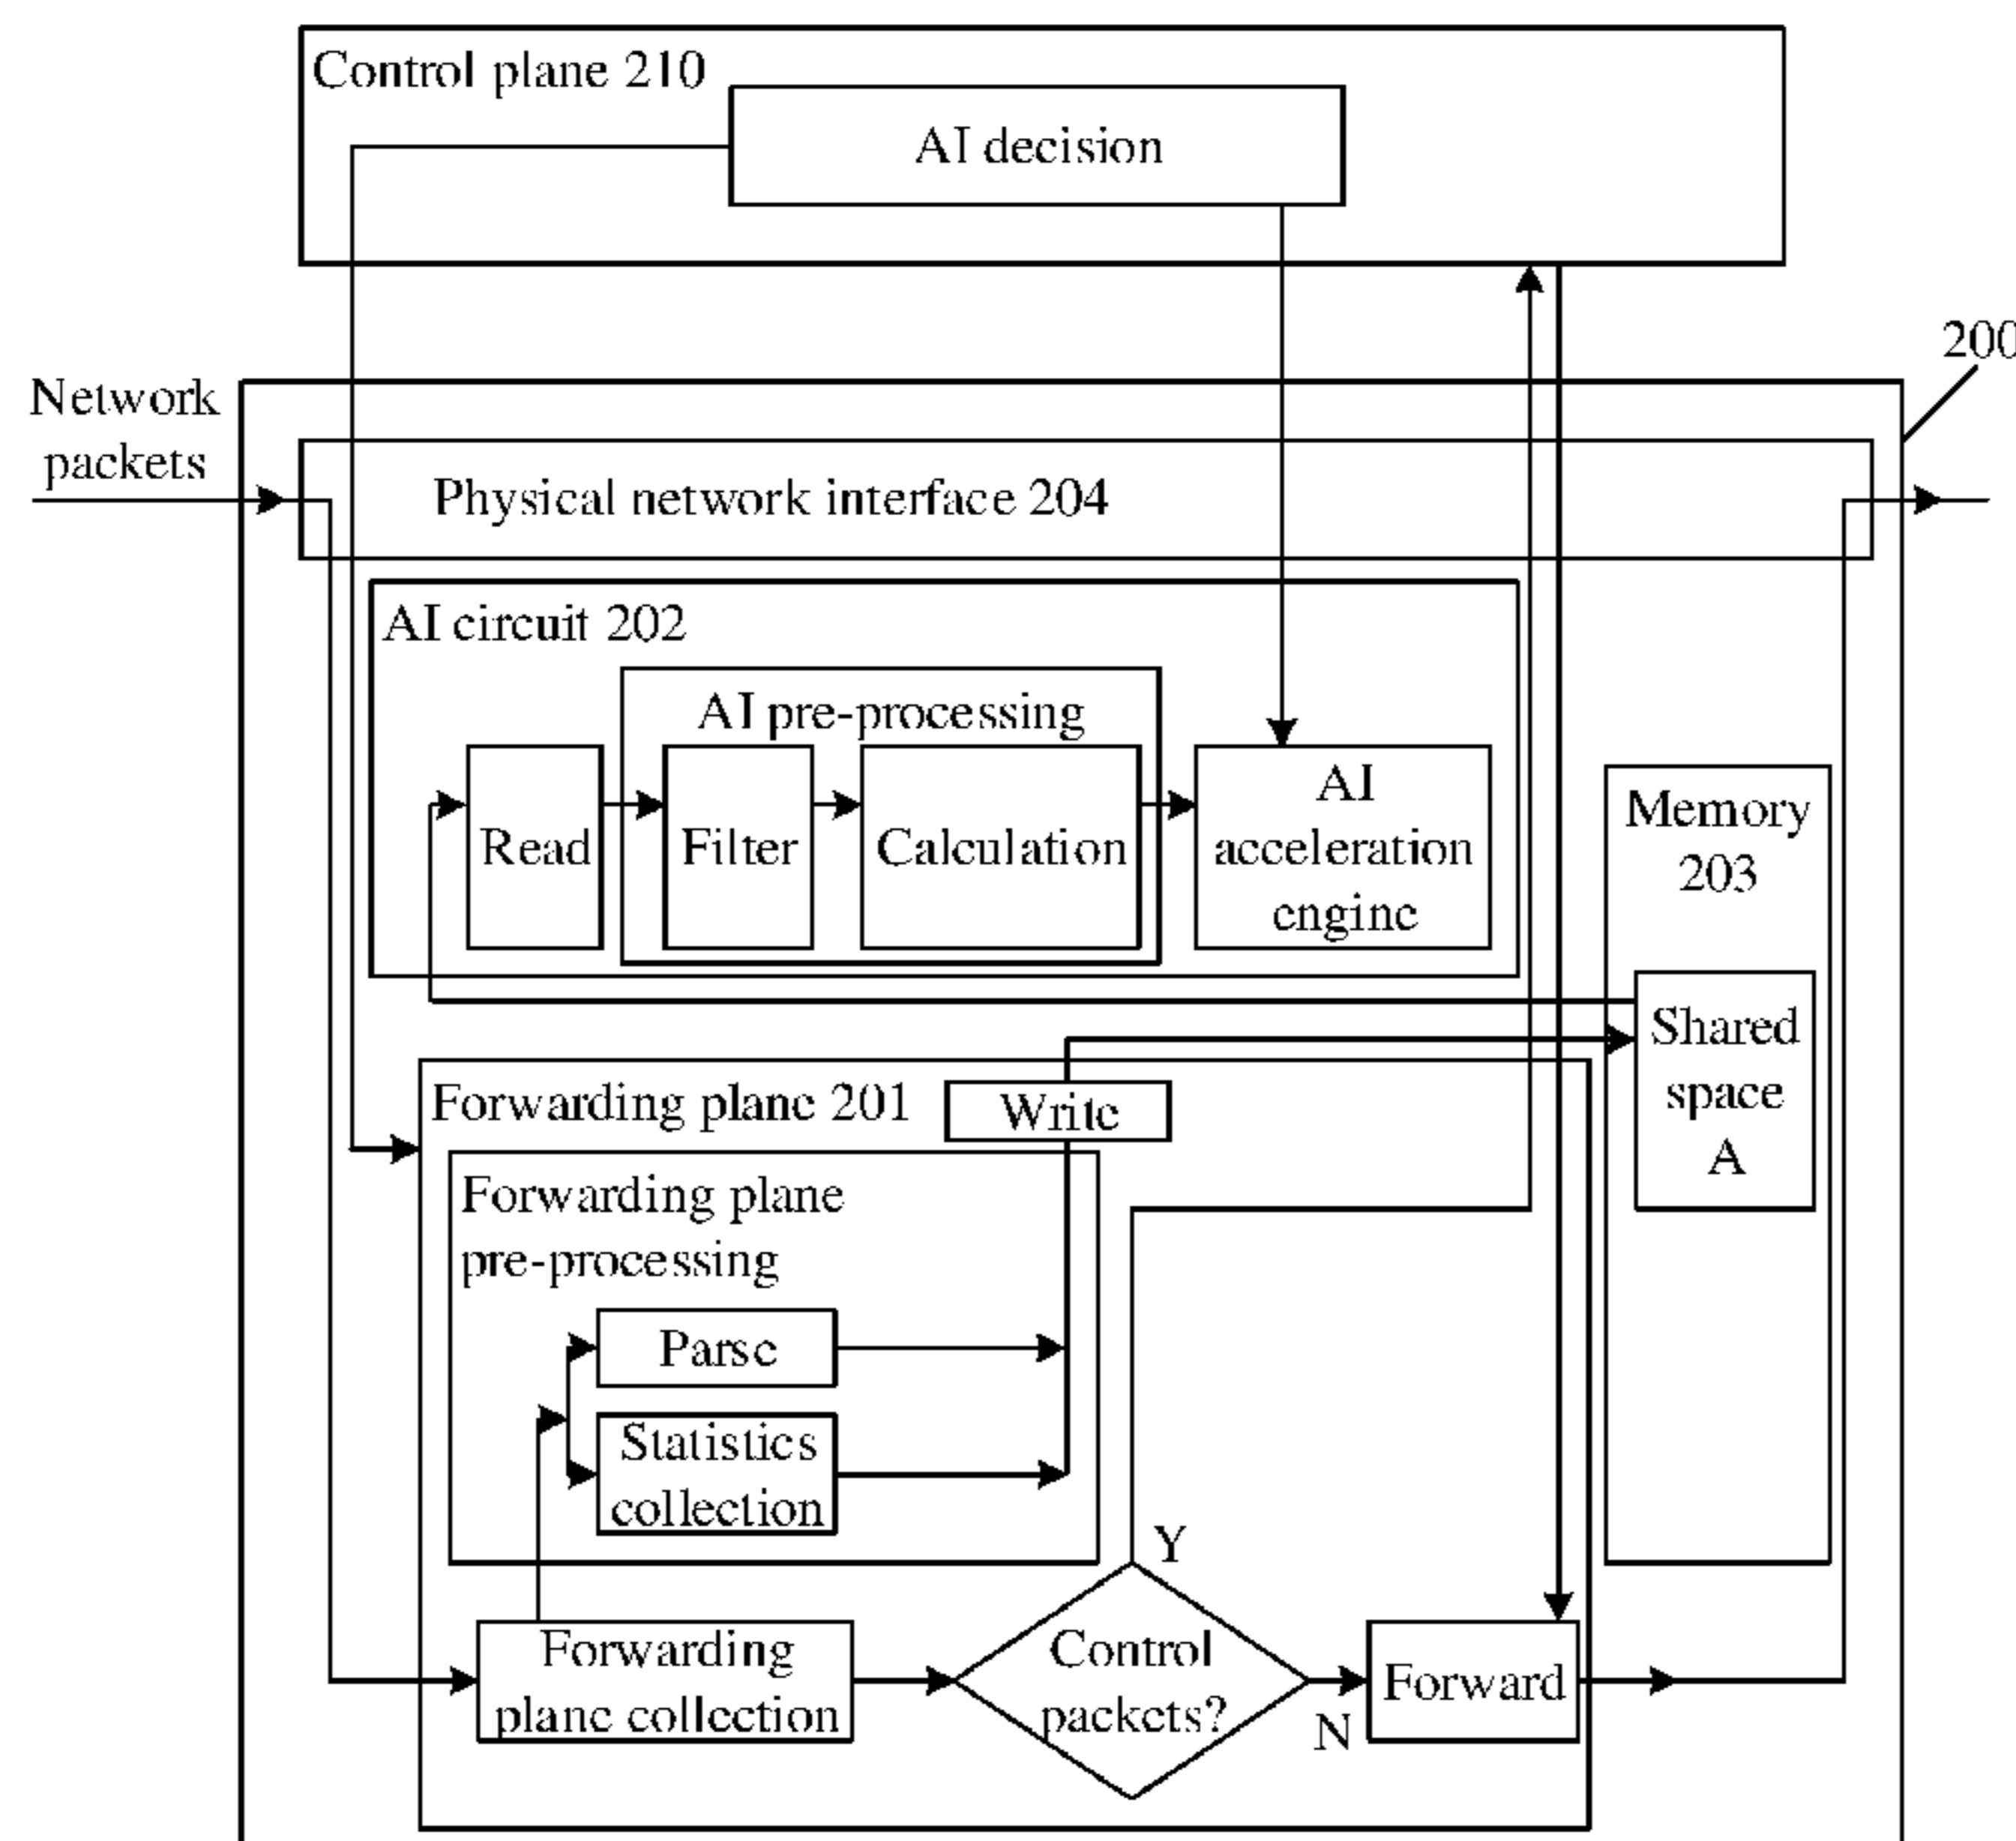 Control plane 210
AI decision
200
Network
packets
Physical network interface 204
AI circuit 202
AI pre-processing
Read
Filter
Calculation
AI
acceleration
engine
Memory
203
Shared
space
A
Forwarding plane 201
Write
Forwarding plane
pre-processing
Parse
Statistics
collection
Y
Forwarding
plane collection
Control
packets?
N
Forward